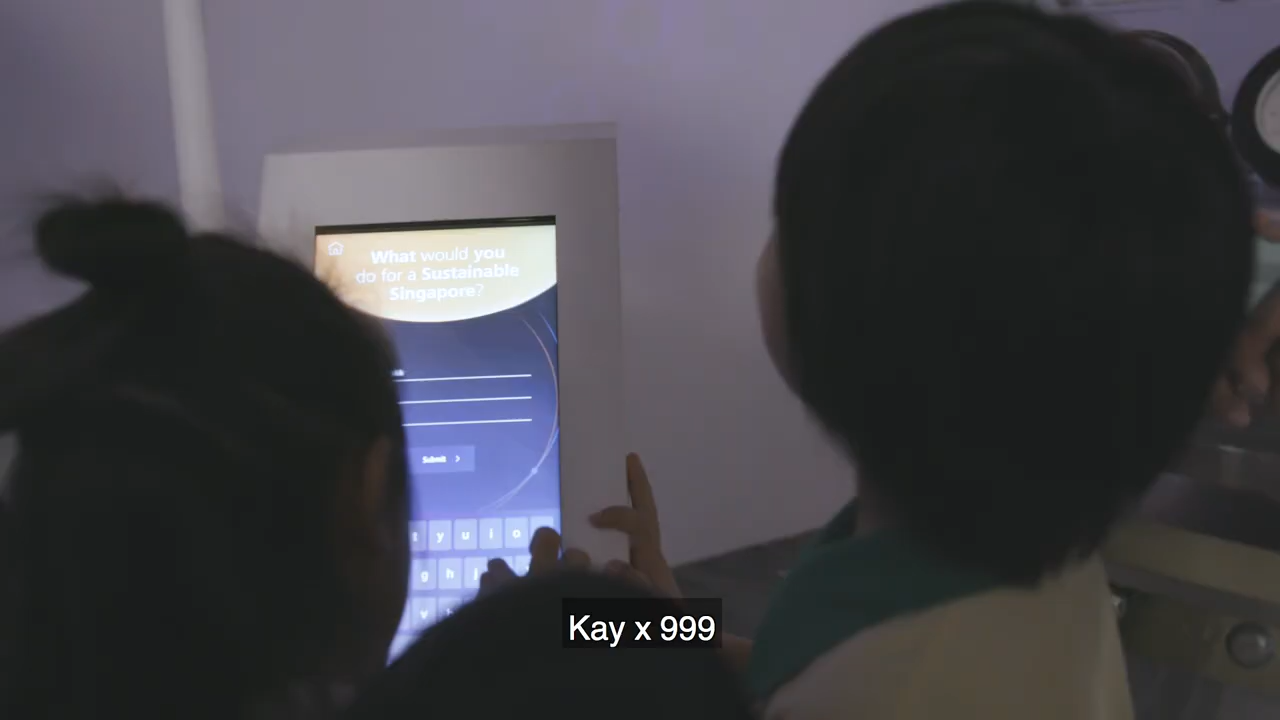 What would you
do for a Sustainable
Singapore?
Submit >
t y u i o
g h j
v
Kay x 999